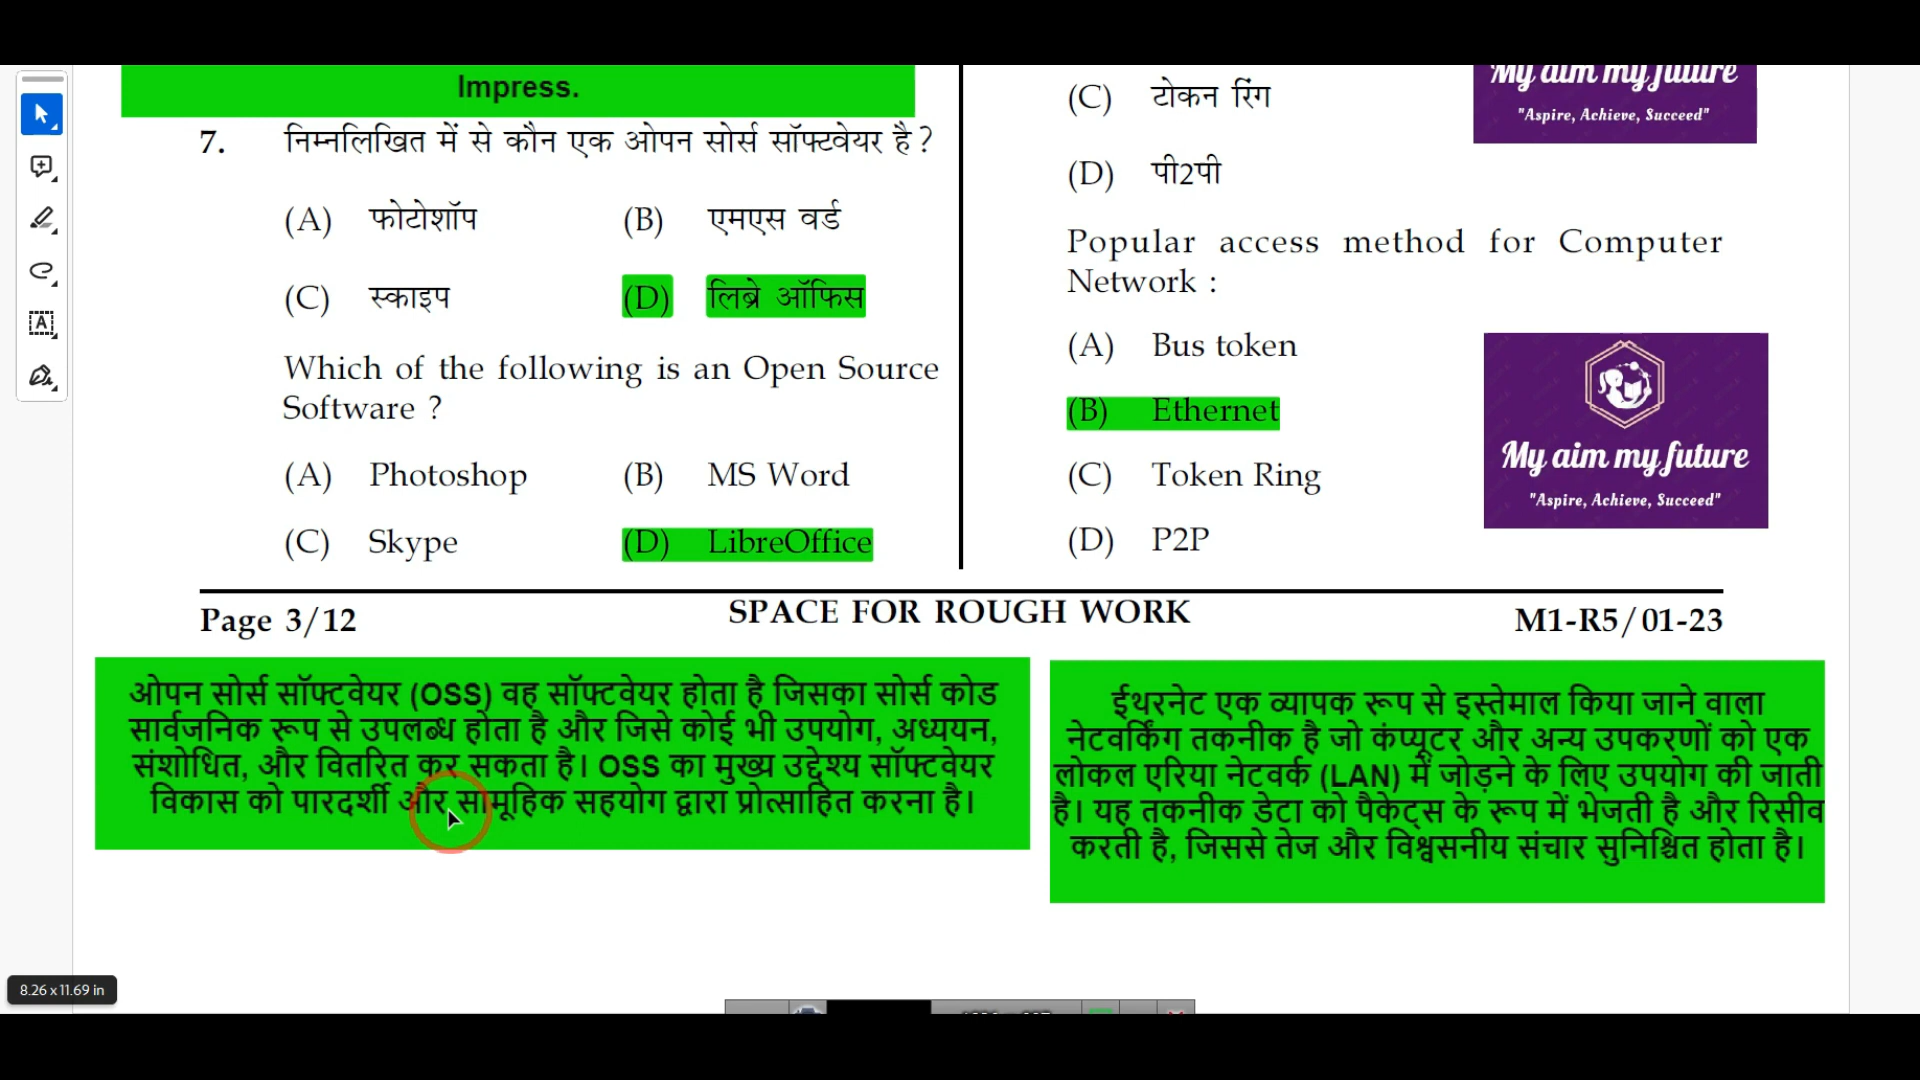 Impress.
7. निम्नलिखित में से कौन एक ओपन सोर्स सॉफ्टवेयर है ?
(A) फोटोशॉप (B) एमएस वर्ड
(C) स्काइप (D) लिब्रे ऑफिस
Which of the following is an Open Source
Software ?
(A) Photoshop (B) MS Word
(C) Skype (D) LibreOffice
(C) टोकन रिंग
(D) पी2पी
Popular access method for Computer
Network :
(A) Bus token
(B) Ethernet
(C) Token Ring
(D) P2P
My aim my future
"Aspire, Achieve, Succeed"
My aim my future
"Aspire, Achieve, Succeed"
Page 3/12 SPACE FOR ROUGH WORK M1-R5/01-23
ओपन सोर्स सॉफ्टवेयर (OSS) वह सॉफ्टवेयर होता है जिसका सोर्स कोड
सार्वजनिक रूप से उपलब्ध होता है और जिसे कोई भी उपयोग, अध्ययन,
संशोधित, और वितरित कर सकता है। OSS का मुख्य उद्देश्य सॉफ्टवेयर
विकास को पारदर्शी और सामूहिक सहयोग द्वारा प्रोत्साहित करना है।
ईथरनेट एक व्यापक रूप से इस्तेमाल किया जाने वाला
नेटवर्किंग तकनीक है जो कंप्यूटर और अन्य उपकरणों को एक
लोकल एरिया नेटवर्क (LAN) में जोड़ने के लिए उपयोग की जाती
है। यह तकनीक डेटा को पैकेट्स के रूप में भेजती है और रिसीव
करती है, जिससे तेज और विश्वसनीय संचार सुनिश्चित होता है।
8.26 x 11.69 in